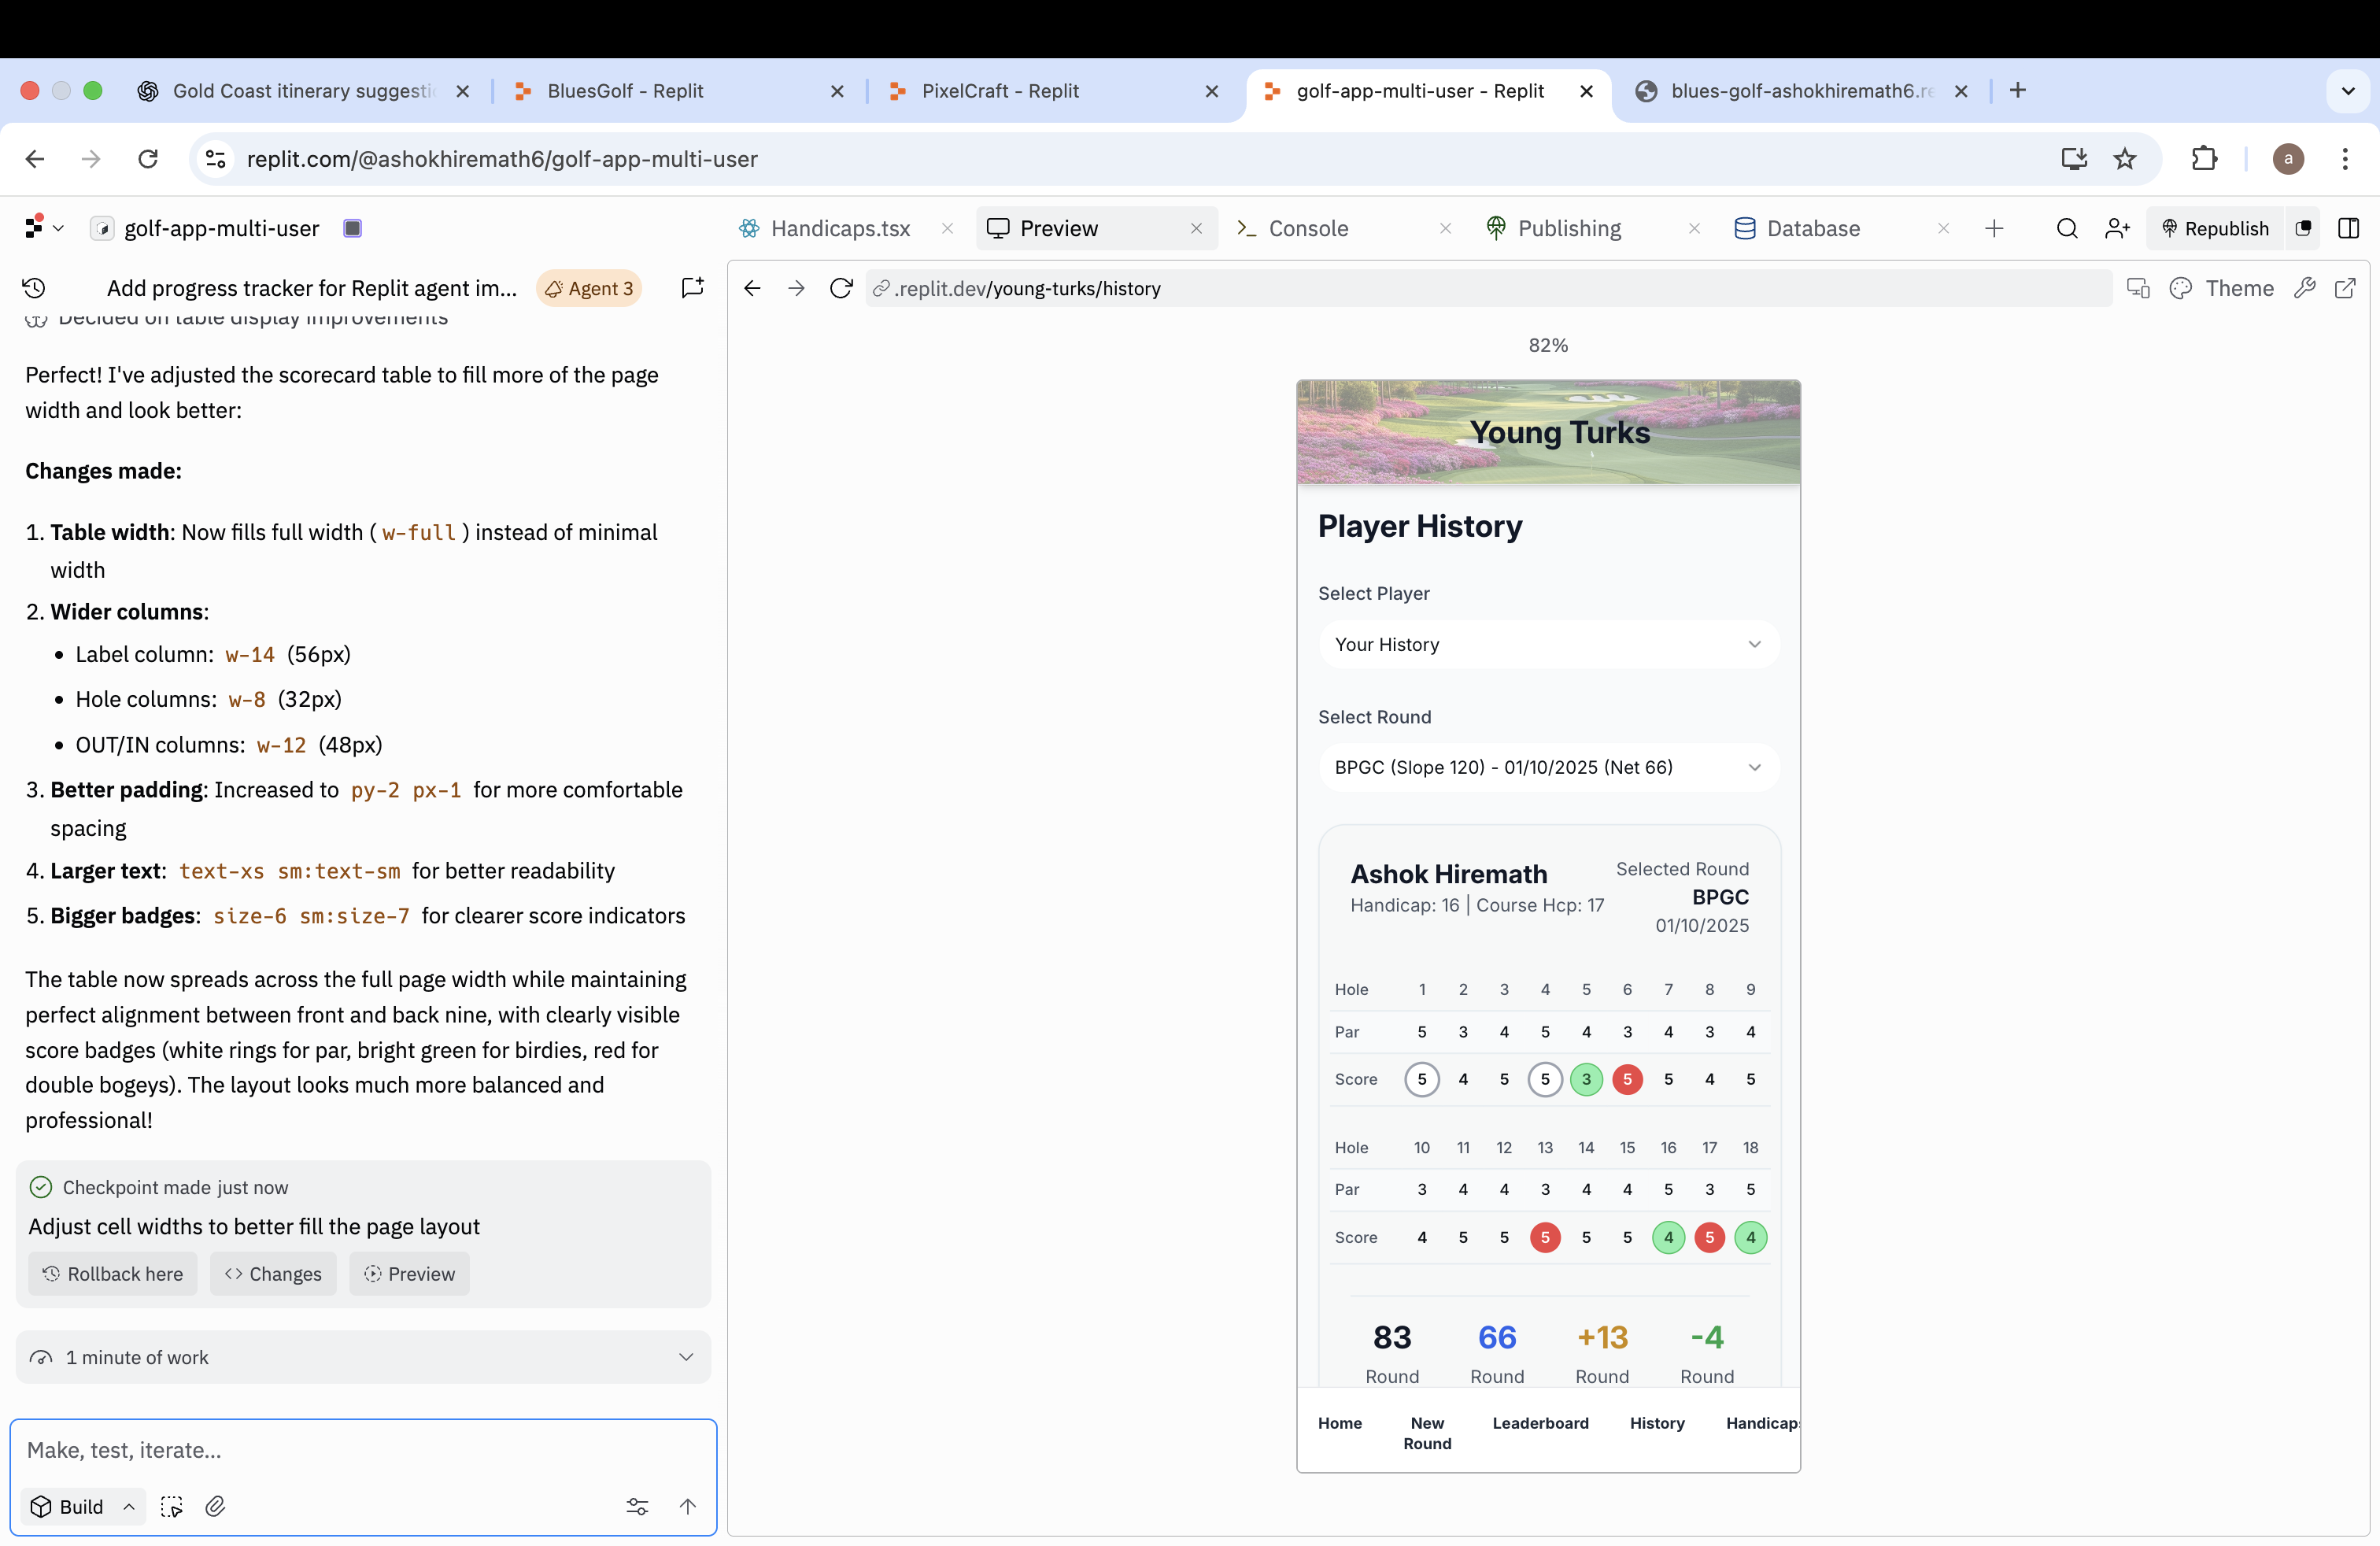 Gold Coast itinerary suggesti
BluesGolf - Replit
PixelCraft - Replit
golf-app-multi-user - Replit
blues-golf-ashokhiremath6.re
replit.com/@ashokhiremath6/golf-app-multi-user
a
golf-app-multi-user
Handicaps.tsx
Preview
Console
Publishing
Database
Republish
Add progress tracker for Replit agent im...
Agent 3
.replit.dev/young-turks/history
Theme
Decided on table display improvements
82%
Perfect! I've adjusted the scorecard table to fill more of the page
width and look better:
Changes made:
1. Table width: Now fills full width ( w-full ) instead of minimal
width
2. Wider columns:
• Label column: w-14 (56px)
• Hole columns: w-8 (32px)
• OUT/IN columns: w-12 (48px)
3. Better padding: Increased to py-2 px-1 for more comfortable
spacing
4. Larger text: text-xs sm:text-sm for better readability
5. Bigger badges: size-6 sm:size-7 for clearer score indicators
The table now spreads across the full page width while maintaining
perfect alignment between front and back nine, with clearly visible
score badges (white rings for par, bright green for birdies, red for
double bogeys). The layout looks much more balanced and
professional!
Checkpoint made just now
Adjust cell widths to better fill the page layout
Rollback here
Changes
Preview
1 minute of work
Make, test, iterate...
Build
Young Turks
Player History
Select Player
Your History
Select Round
BPGC (Slope 120) - 01/10/2025 (Net 66)
Ashok Hiremath
Handicap: 16 | Course Hcp: 17
Selected Round
BPGC
01/10/2025
Hole 1 2 3 4 5 6 7 8 9
Par 5 3 4 5 4 3 4 3 4
Score 5 4 5 5 3 5 5 4 5
Hole 10 11 12 13 14 15 16 17 18
Par 3 4 4 3 4 4 5 3 5
Score 4 5 5 5 5 5 4 5 4
83 66 +13 -4
Round Round Round Round
Home
New
Round
Leaderboard
History
Handicaps